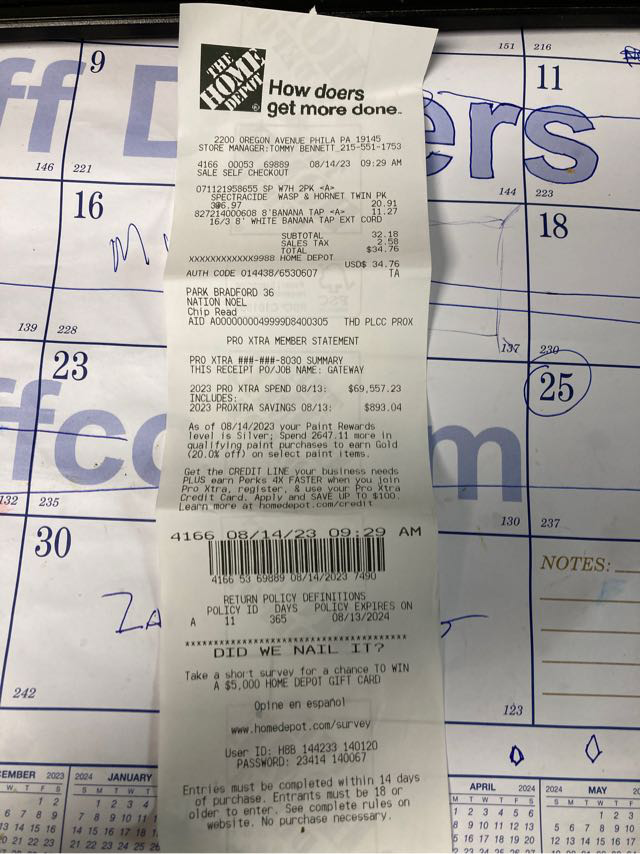 THE HOME DEPOT
How doers
get more done.
2200 OREGON AVENUE PHILA PA 19145
STORE MANAGER:TOMMY BENNETT 215-551-1753
4166 00053 69889 08/14/23 09:29 AM
SALE SELF CHECKOUT
071121958655 SP W7H 2PK <A>
SPECTRACIDE WASP & HORNET TWIN PK
3@6.97 20.91
827214000608 8'BANANA TAP <A> 11.27
16/3 8' WHITE BANANA TAP EXT CORD
SUBTOTAL 32.18
SALES TAX 2.58
TOTAL $34.76
XXXXXXXXXXXX9988 HOME DEPOT
USD$ 34.76
AUTH CODE 014438/6530607 TA
PARK BRADFORD 36
NATION NOEL
Chip Read
AID A0000000049999D8400305 THD PLCC PROX
PRO XTRA MEMBER STATEMENT
PRO XTRA ###-###-8030 SUMMARY
THIS RECEIPT PO/JOB NAME: GATEWAY
2023 PRO XTRA SPEND 08/13: $69,557.23
INCLUDES:
2023 PROXTRA SAVINGS 08/13: $893.04
As of 08/14/2023 your Paint Rewards
level is Silver; Spend 2647.11 more in
qualifying paint purchases to earn Gold
(20.0% off) on select paint items.
Get the CREDIT LINE your business needs
PLUS earn Perks 4X FASTER when you join
Pro Xtra, register, & use your Pro Xtra
Credit Card. Apply and SAVE UP TO $100.
Learn more at homedepot.com/credit
4166 08/14/23 09:29 AM
4166 53 69889 08/14/2023 7490
RETURN POLICY DEFINITIONS
POLICY ID DAYS POLICY EXPIRES ON
A 11 365 08/13/2024
DID WE NAIL IT?
Take a short survey for a chance TO WIN
A $5,000 HOME DEPOT GIFT CARD
Opine en español
www.homedepot.com/survey
User ID: H8B 144233 140120
PASSWORD: 23414 140067
Entries must be completed within 14 days
of purchase. Entrants must be 18 or
older to enter. See complete rules on
website. No purchase necessary.
9
151 216
11
146 221
144 223
16
18
139 228
137 230
23
25
132 235
130 237
30
NOTES:
242
123
2023
2024 JANUARY
APRIL 2024
2024 MAY